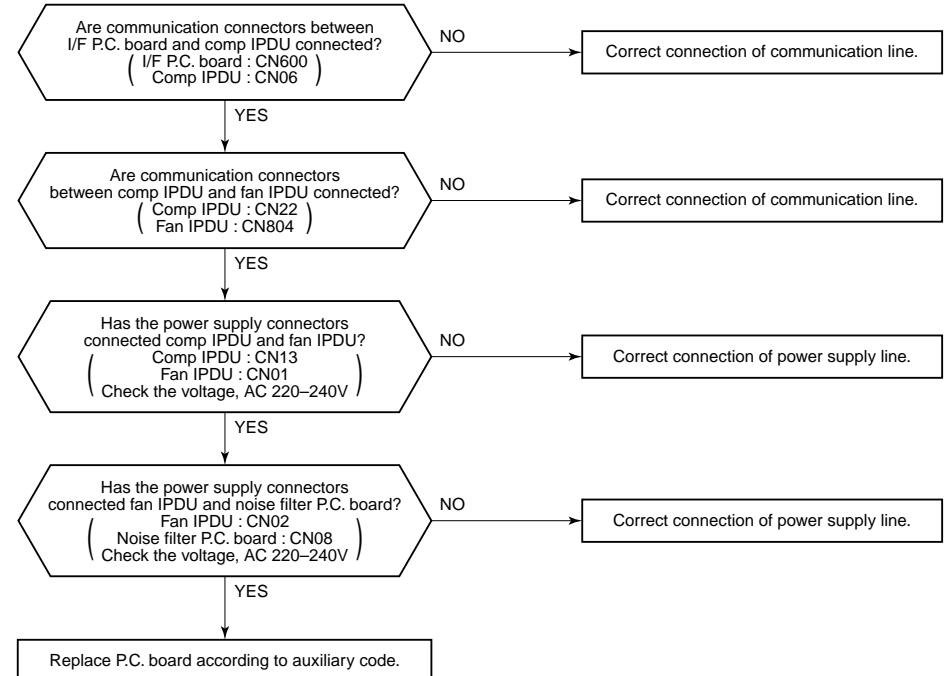 Are communication connectors between
I/F P.C. board and comp IPDU connected?
( I/F P.C. board : CN600
Comp IPDU : CN06 )
NO
Correct connection of communication line.
YES
Are communication connectors
between comp IPDU and fan IPDU connected?
( Comp IPDU : CN22
Fan IPDU : CN804 )
NO
Correct connection of communication line.
YES
Has the power supply connectors
connected comp IPDU and fan IPDU?
( Comp IPDU : CN13
Fan IPDU : CN01
Check the voltage, AC 220–240V )
NO
Correct connection of power supply line.
YES
Has the power supply connectors
connected fan IPDU and noise filter P.C. board?
( Fan IPDU : CN02
Noise filter P.C. board : CN08
Check the voltage, AC 220–240V )
NO
Correct connection of power supply line.
YES
Replace P.C. board according to auxiliary code.